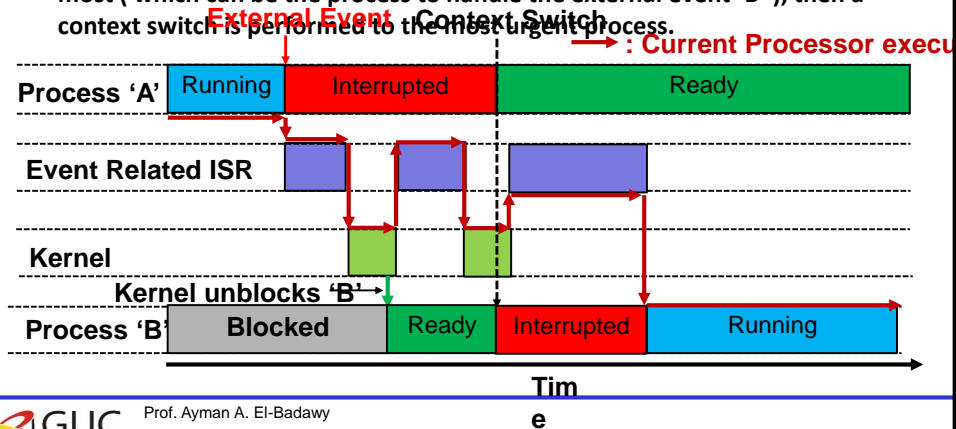 most ( which can be the process to handle the external event 'B' ), then a
context switch is performed to the most urgent process.
External Event
Context Switch
: Current Processor execu
Process 'A'
Running
Interrupted
Ready
Event Related ISR
Kernel
Kernel unblocks 'B'
Process 'B'
Blocked
Ready
Interrupted
Running
Tim
e
GUC
Prof. Ayman A. El-Badawy